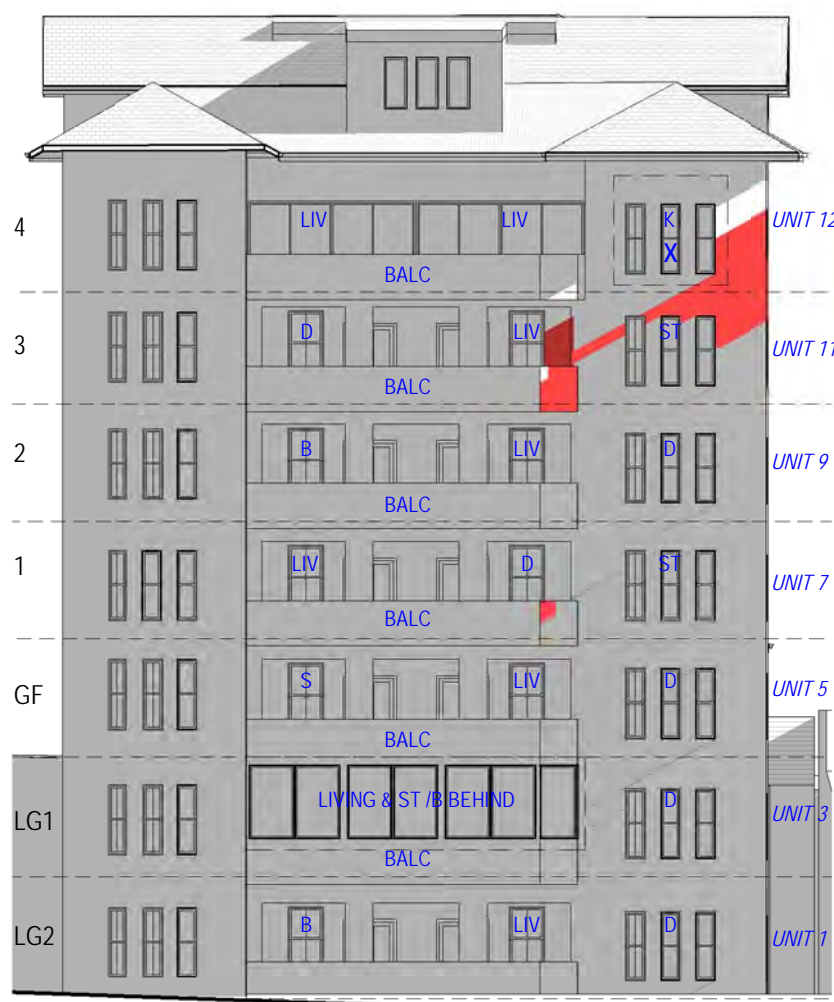 4 LIV LIV K UNIT 12
X
BALC
3 D LIV ST UNIT 11
BALC
2 B LIV D UNIT 9
BALC
1 LIV D ST UNIT 7
BALC
GF S LIV D UNIT 5
BALC
LG1 LIVING & ST /B BEHIND D UNIT 3
BALC
LG2 B LIV D UNIT 1